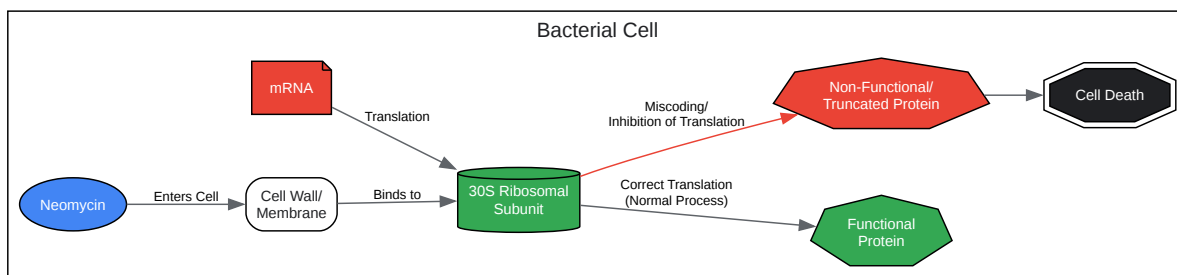 Bacterial Cell
mRNA
Translation
Neomycin
Enters Cell
Cell Wall/
Membrane
Binds to
30S Ribosomal
Subunit
Miscoding/
Inhibition of Translation
Non-Functional/
Truncated Protein
Cell Death
Correct Translation
(Normal Process)
Functional
Protein